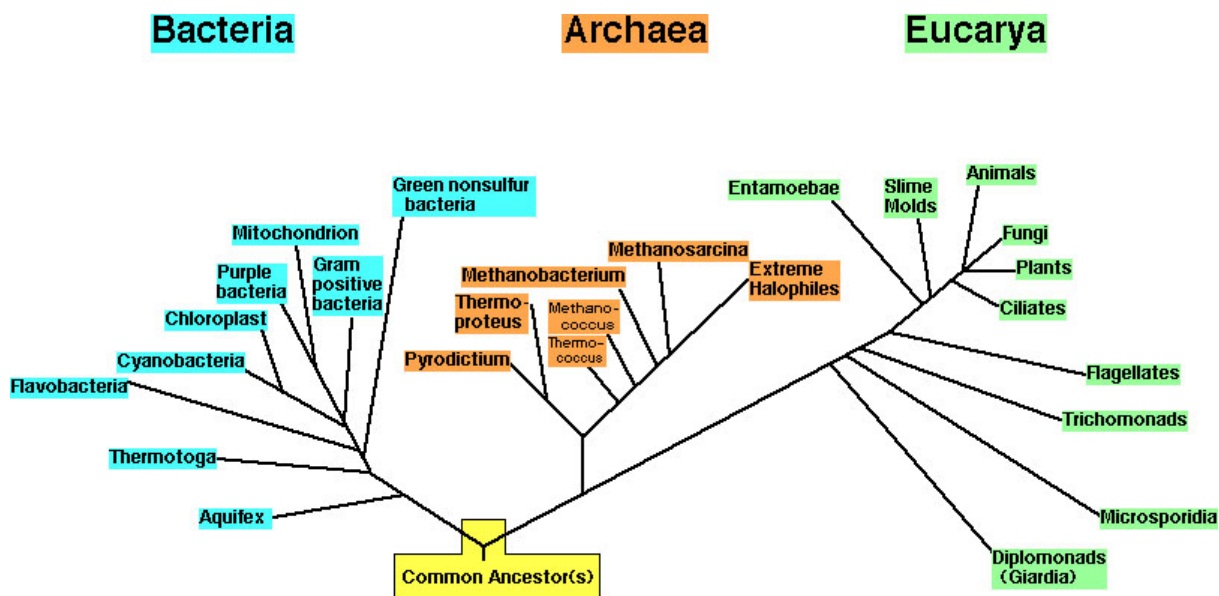 Bacteria
Archaea
Eucarya
Green nonsulfur
bacteria
Mitochondrion
Purple
bacteria
Gram
positive
bacteria
Chloroplast
Cyanobacteria
Flavobacteria
Thermotoga
Aquifex
Methanosarcina
Methanobacterium
Extreme
Halophiles
Thermo-
proteus
Methano-
coccus
Thermo-
coccus
Pyrodictium
Entamoebae
Slime
Molds
Animals
Fungi
Plants
Ciliates
Flagellates
Trichomonads
Microsporidia
Diplomonads
(Giardia)
Common Ancestor(s)